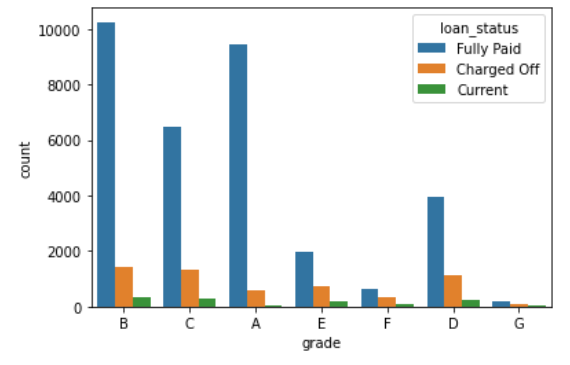 loan_status
Fully Paid
Charged Off
Current
10000
8000
6000
4000
2000
0
count
B C A E F D G
grade